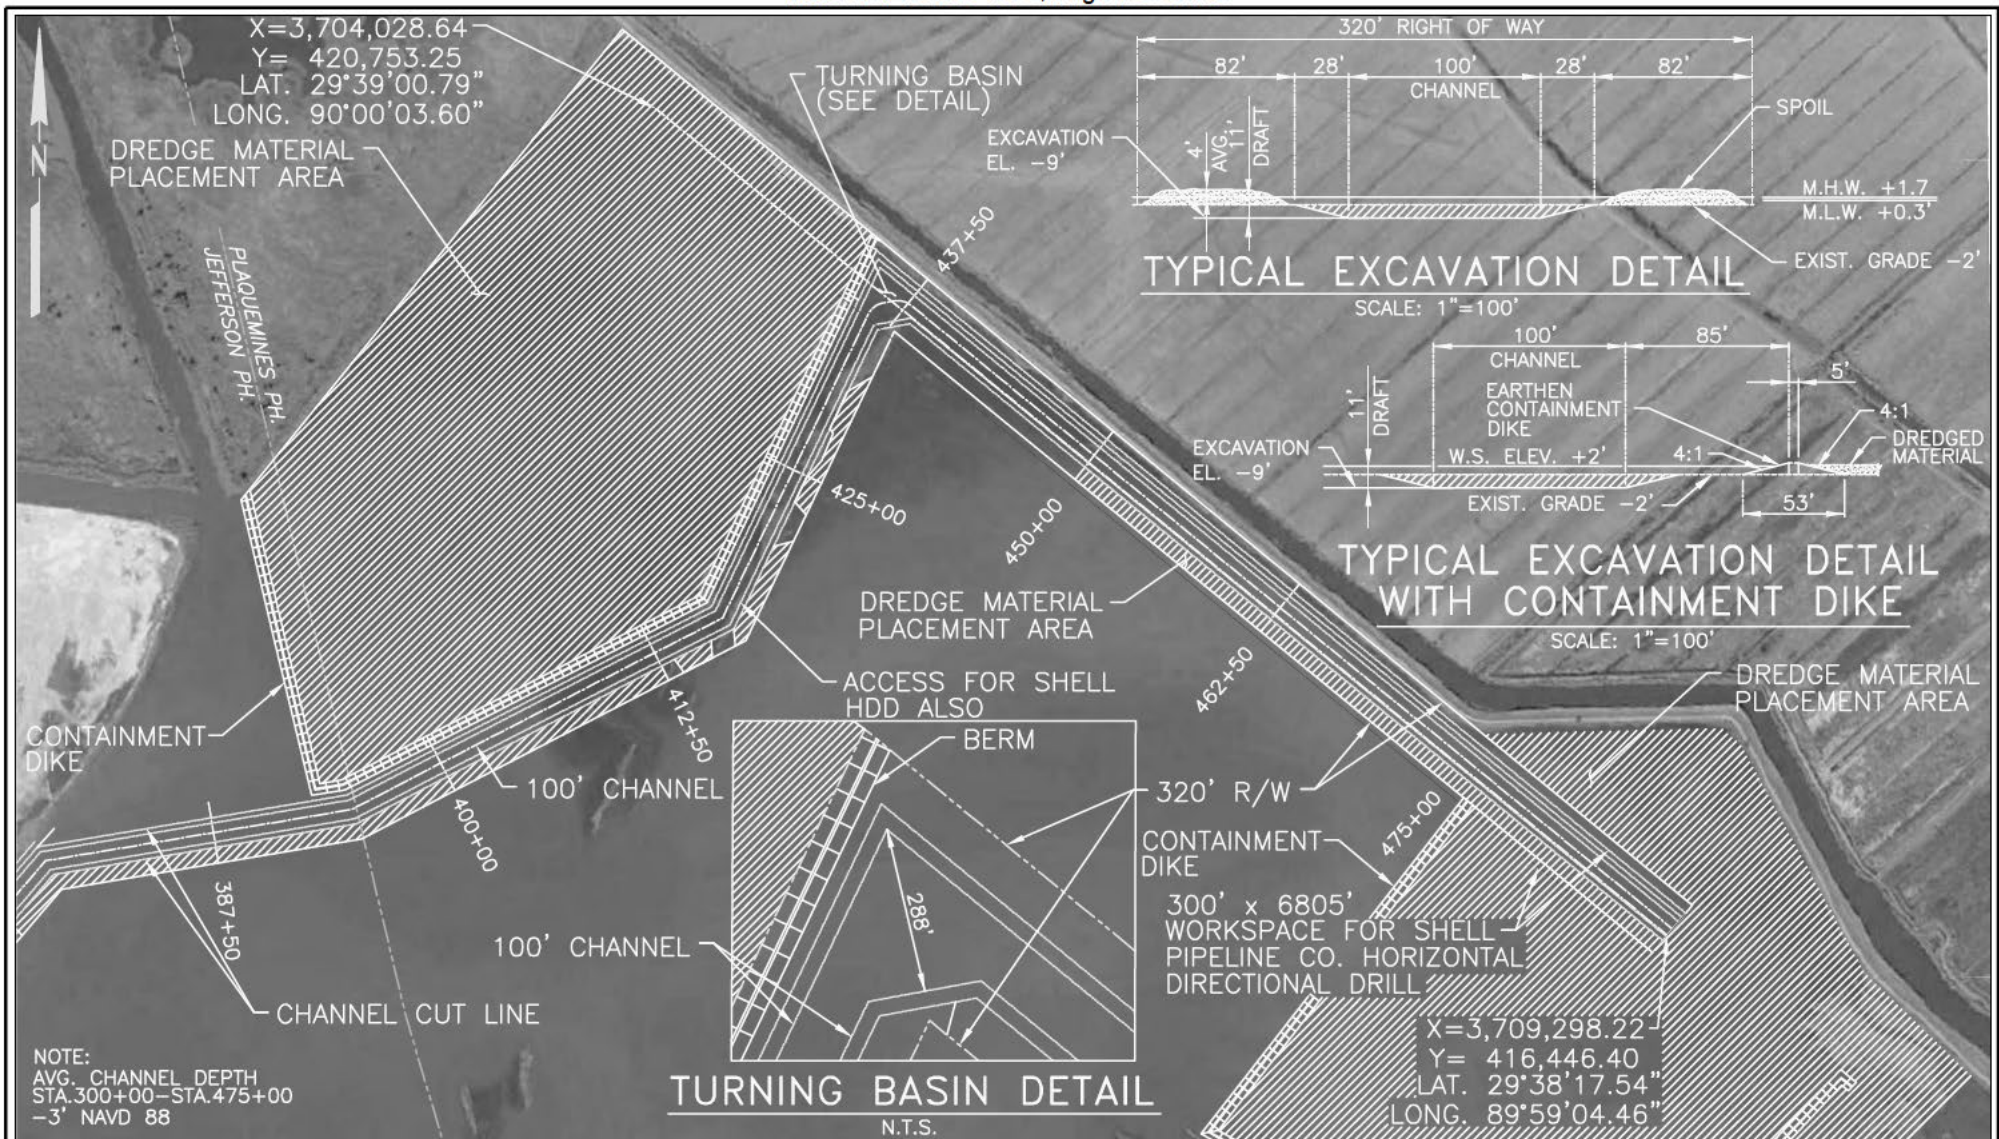 X=3,704,028.64
Y= 420,753.25
LAT. 29°39'00.79"
LONG. 90°00'03.60"
DREDGE MATERIAL
PLACEMENT AREA
N
PLAQUEMINES PH.
JEFFERSON PH.
TURNING BASIN
(SEE DETAIL)
437+50
320' RIGHT OF WAY
82'
28'
100'
28'
82'
CHANNEL
SPOIL
EXCAVATION
EL. -9'
4'
AVG.
11'
DRAFT
M.H.W. +1.7
M.L.W. +0.3'
EXIST. GRADE -2'
TYPICAL EXCAVATION DETAIL
SCALE: 1"=100'
100'
85'
CHANNEL
5'
EARTHEN
CONTAINMENT
DIKE
11'
DRAFT
4:1
DREDGED
MATERIAL
EXCAVATION
EL. -9'
W.S. ELEV. +2'
4:1
EXIST. GRADE -2'
53'
TYPICAL EXCAVATION DETAIL
WITH CONTAINMENT DIKE
SCALE: 1"=100'
425+00
450+00
DREDGE MATERIAL
PLACEMENT AREA
462+50
DREDGE MATERIAL
PLACEMENT AREA
ACCESS FOR SHELL
HDD ALSO
412+50
CONTAINMENT
DIKE
100' CHANNEL
400+00
BERM
320' R/W
475+00
CONTAINMENT
DIKE
387+50
288'
100' CHANNEL
300' x 6805'
WORKSPACE FOR SHELL
PIPELINE CO. HORIZONTAL
DIRECTIONAL DRILL
CHANNEL CUT LINE
X=3,709,298.22
Y= 416,446.40
LAT. 29°38'17.54"
LONG. 89°59'04.46"
NOTE:
AVG. CHANNEL DEPTH
STA.300+00-STA.475+00
-3' NAVD 88
TURNING BASIN DETAIL
N.T.S.